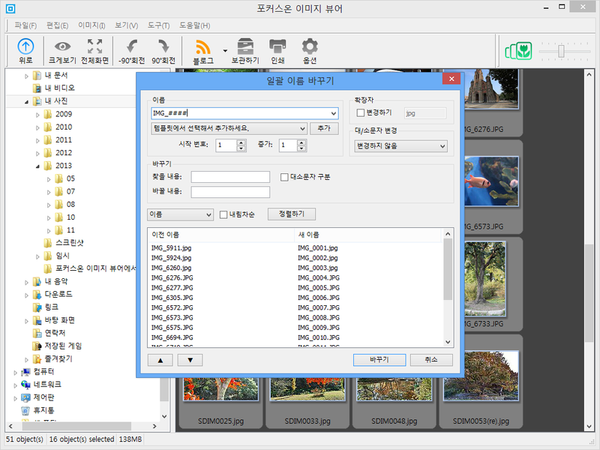 포커스온 이미지 뷰어
파일(F) 편집(E) 이미지(I) 보기(V) 도구(T) 도움말(H)
위로 크게보기 전체화면 -90°회전 90°회전 블로그 보관하기 인쇄 옵션
내 문서
내 비디오
내 사진
2009
2010
2011
2012
2013
05
07
08
10
11
스크린샷
임시
포커스온 이미지 뷰어에서
내 음악
다운로드
링크
바탕 화면
연락처
저장된 게임
즐겨찾기
컴퓨터
네트워크
제어판
휴지통
일괄 이름 바꾸기
이름
IMG_####
템플릿에서 선택해서 추가하세요. 추가
시작 번호: 1 증가: 1
확장자
변경하기 jpg
대/소문자 변경
변경하지 않음
바꾸기
찾을 내용: 대소문자 구분
바꿀 내용:
이름 내림차순 정렬하기
이전 이름 새 이름
IMG_5911.jpg IMG_0001.jpg
IMG_5924.jpg IMG_0002.jpg
IMG_6260.jpg IMG_0003.jpg
IMG_6276.JPG IMG_0004.JPG
IMG_6277.JPG IMG_0005.JPG
IMG_6305.JPG IMG_0006.JPG
IMG_6572.JPG IMG_0007.JPG
IMG_6573.JPG IMG_0008.JPG
IMG_6575.JPG IMG_0009.JPG
IMG_6694.JPG IMG_0010.JPG
▲ ▼ 바꾸기 취소
_6276.JPG
_6573.JPG
_6733.JPG
SDIM0025.jpg SDIM0033.jpg SDIM0048.jpg SDIM0053(re).jpg
51 object(s) 16 object(s) selected 138MB